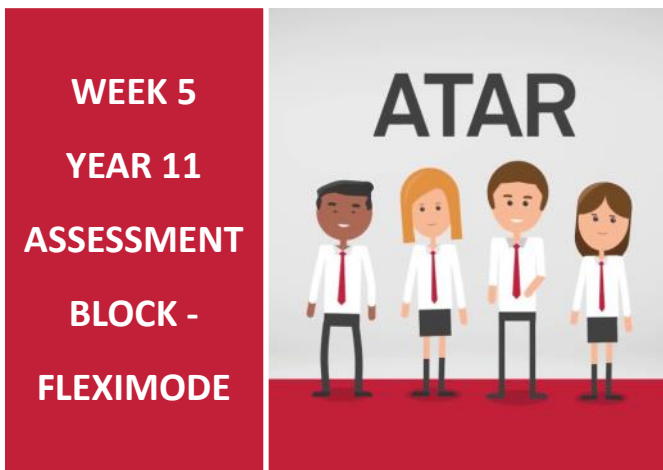 WEEK 5
YEAR 11
ASSESSMENT
BLOCK -
FLEXIMODE
ATAR